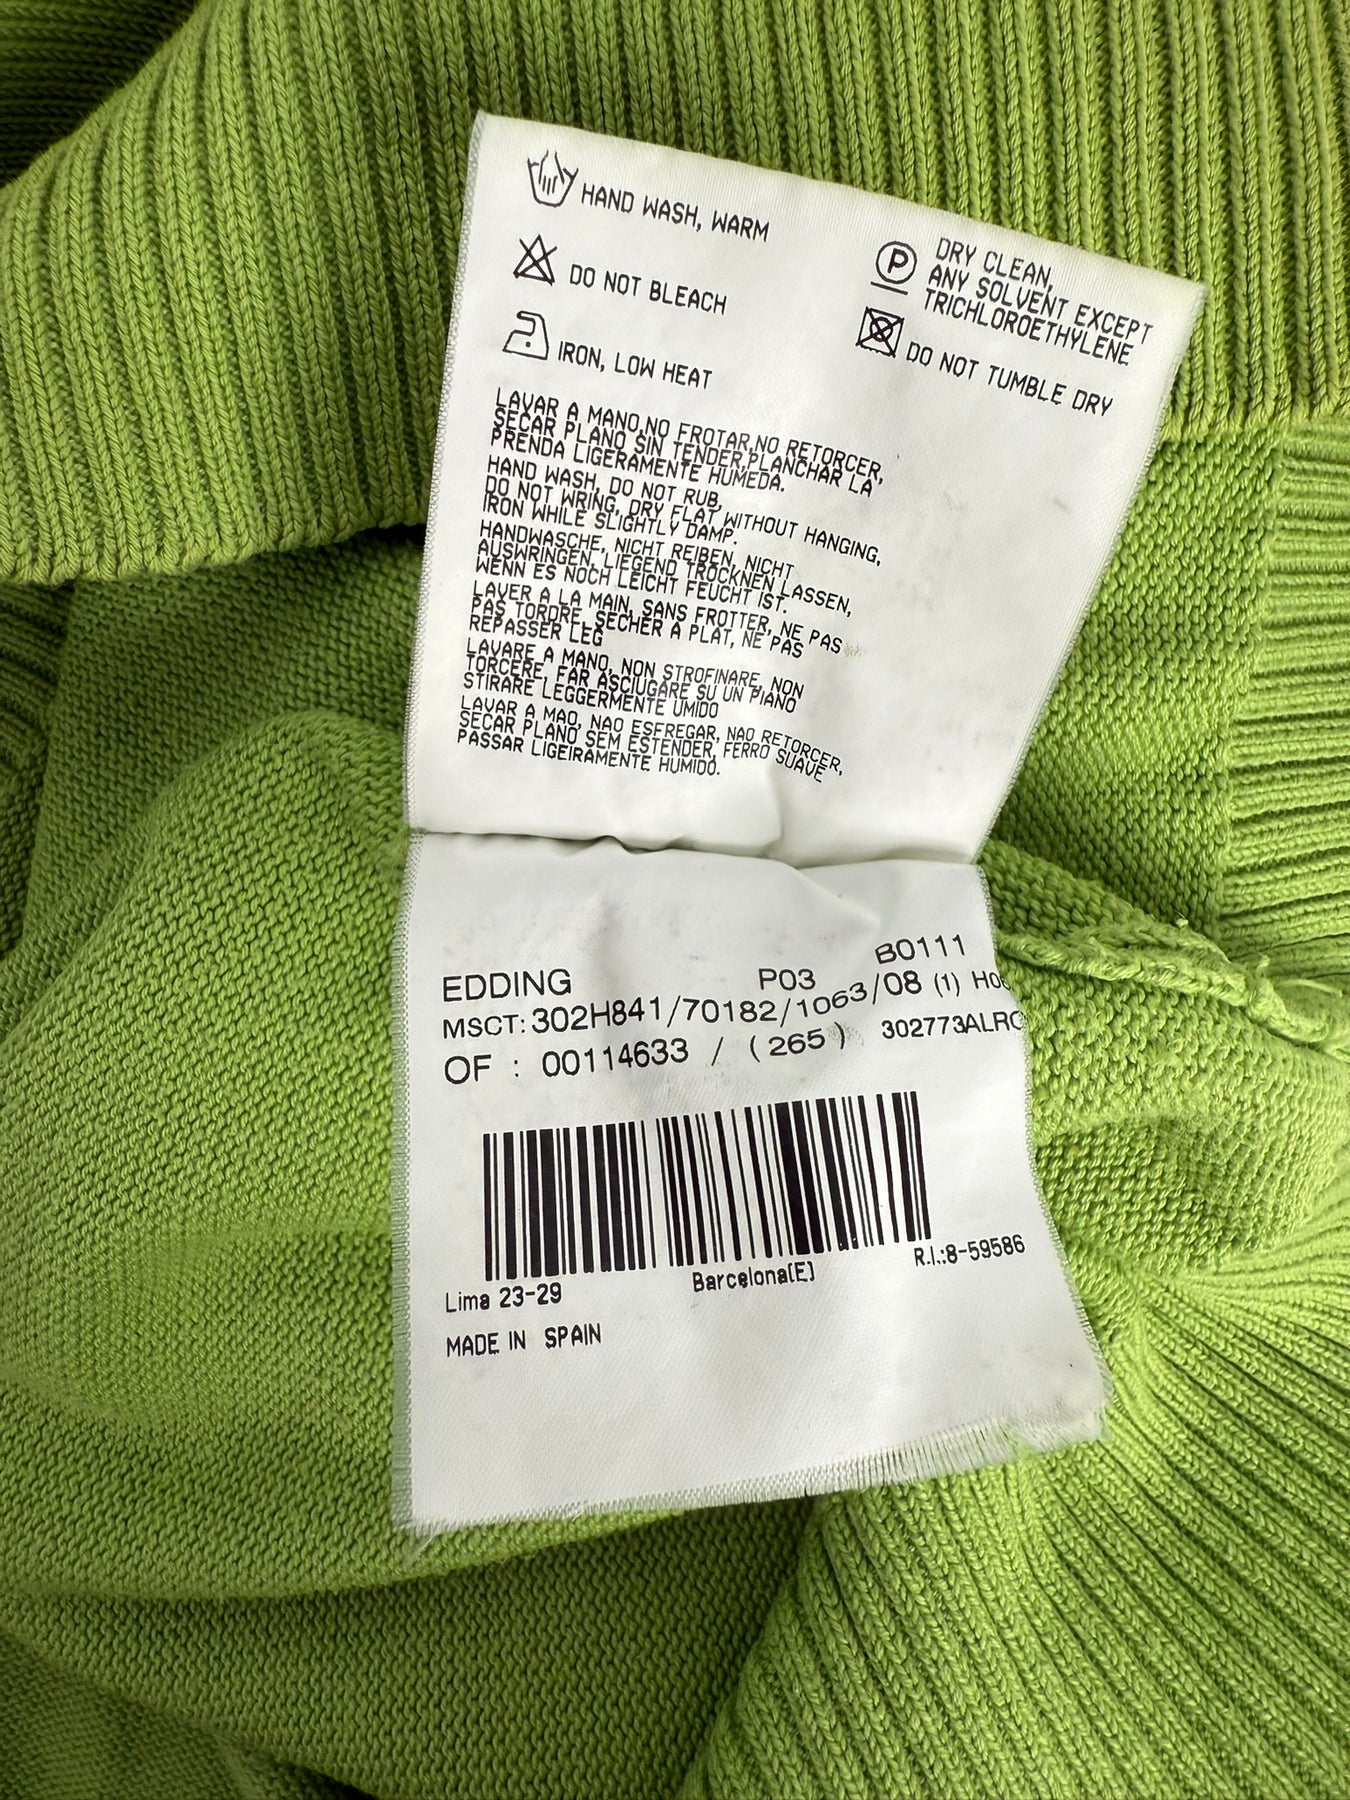 HAND WASH, WARM
DO NOT BLEACH
IRON, LOW HEAT
DRY CLEAN,
ANY SOLVENT EXCEPT
TRICHLOROETHYLENE
DO NOT TUMBLE DRY
LAVAR A MANO,NO FROTAR,NO RETORCER,
SECAR PLANO SIN TENDER,PLANCHAR LA
PRENDA LIGERAMENTE HUMEDA.
HAND WASH, DO NOT RUB,
DO NOT WRING, DRY FLAT WITHOUT HANGING,
IRON WHILE SLIGHTLY DAMP.
HANDWASCHE, NICHT REIBEN, NICHT
AUSWRINGEN, LIEGEND TROCKNEN LASSEN,
WENN ES NOCH LEICHT FEUCHT IST.
LAVER A LA MAIN, SANS FROTTER, NE PAS
PAS TORDRE, SECHER A PLAT, NE PAS
REPASSER LEG
LAVARE A MANO, NON STROFINARE, NON
TORCERE, FAR ASCIUGARE SU UN PIANO
STIRARE LEGGERMENTE UMIDO
LAVAR A MAO, NAO ESFREGAR, NAO RETORCER,
SECAR PLANO SEM ESTENDER, FERRO SUAVE
PASSAR LIGEIRAMENTE HUMIDO.
EDDING P03 B0111
MSCT: 302H841/70182/1063/08 (1)
OF : 00114633 / (265) 302773ALR
Lima 23-29 Barcelona(E) R.I.:8-59586
MADE IN SPAIN